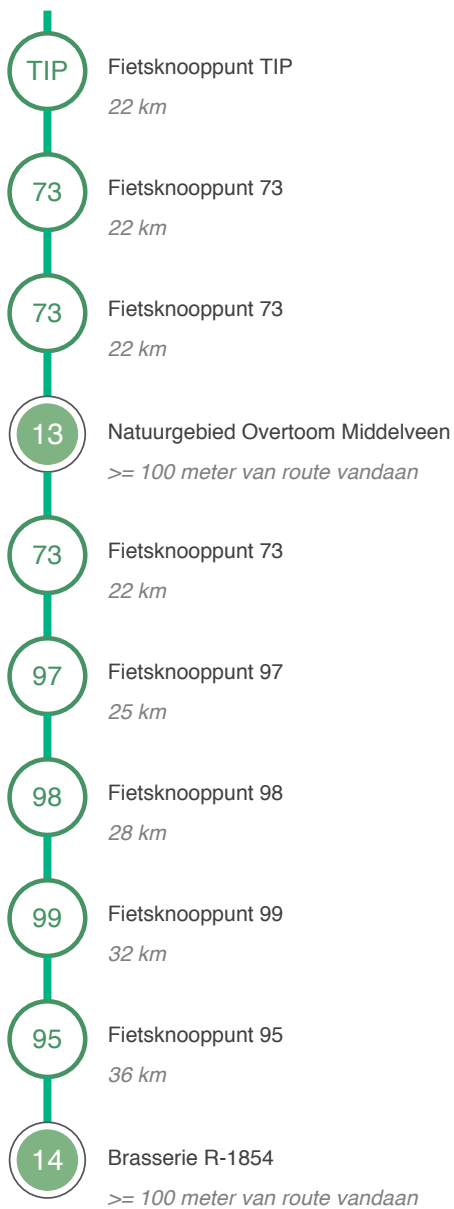 TIP
Fietsknooppunt TIP
22 km
73
Fietsknooppunt 73
22 km
73
Fietsknooppunt 73
22 km
13
Natuurgebied Overtoom Middelveen
>= 100 meter van route vandaan
73
Fietsknooppunt 73
22 km
97
Fietsknooppunt 97
25 km
98
Fietsknooppunt 98
28 km
99
Fietsknooppunt 99
32 km
95
Fietsknooppunt 95
36 km
14
Brasserie R-1854
>= 100 meter van route vandaan